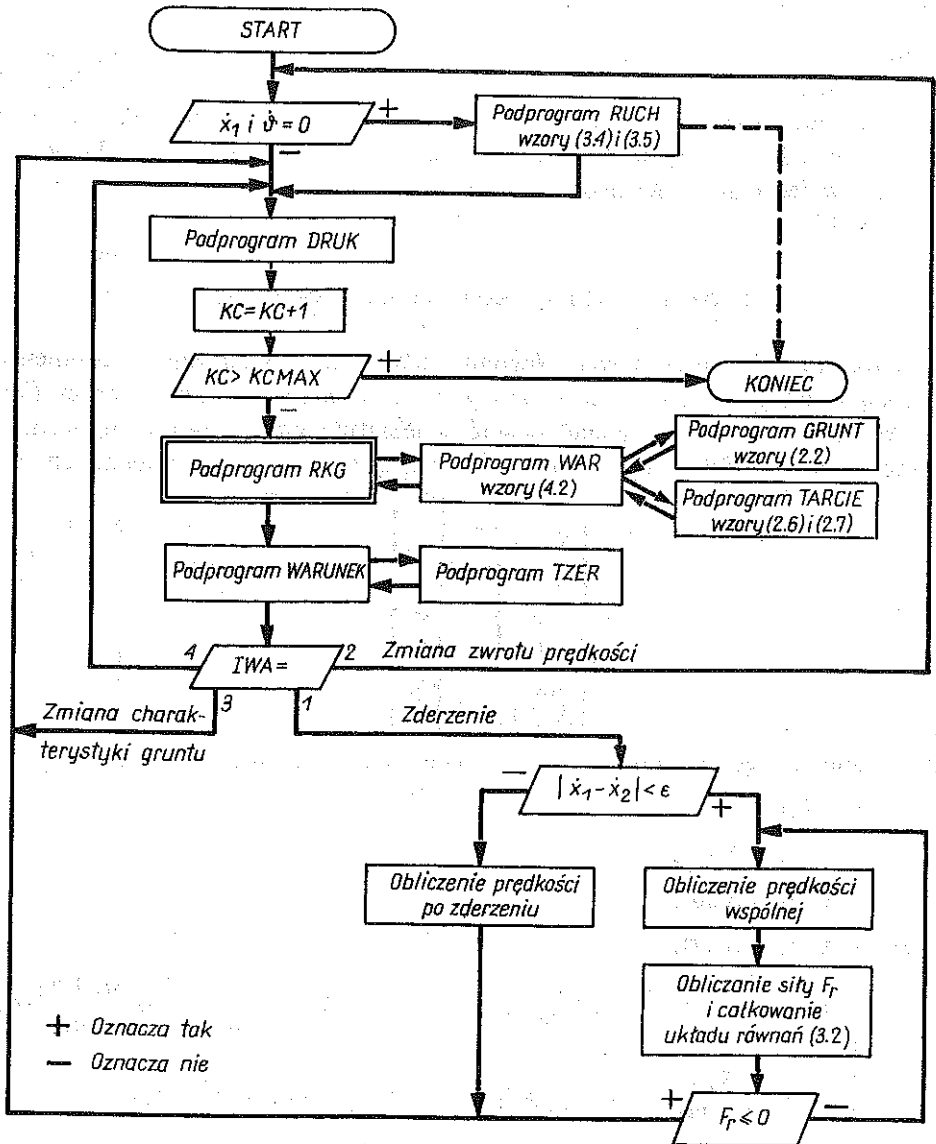 START
ẋ₁ i ϑ̇ = 0
+
−
Podprogram RUCH
wzory (3.4) i (3.5)
Podprogram DRUK
KC = KC+1
KC > KCMAX
+
−
KONIEC
Podprogram RKG
Podprogram WAR
wzory (4.2)
Podprogram GRUNT
wzory (2.2)
Podprogram TARCIE
wzory (2.6) i (2.7)
Podprogram WARUNEK
Podprogram TZER
4
IWA =
2
Zmiana zwrotu prędkości
3
1
Zmiana charak-
terystyki gruntu
Zderzenie
−
| ẋ₁ − ẋ₂ | < ε
+
Obliczenie prędkości
po zderzeniu
Obliczenie prędkości
wspólnej
Obliczanie siły Fᵣ
i całkowanie
układu równań (3.2)
+ Oznacza tak
− Oznacza nie
+
Fᵣ ≤ 0
−